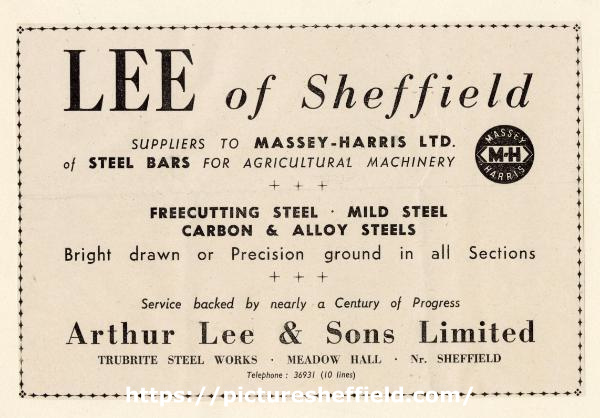 LEE of Sheffield
SUPPLIERS TO MASSEY-HARRIS LTD.
of STEEL BARS FOR AGRICULTURAL MACHINERY
MASSEY
M-H
HARRIS
+ + +
FREECUTTING STEEL · MILD STEEL
CARBON & ALLOY STEELS
Bright drawn or Precision ground in all Sections
+ + +
Service backed by nearly a Century of Progress
Arthur Lee & Sons Limited
TRUBRITE STEEL WORKS · MEADOW HALL · Nr. SHEFFIELD
Telephone : 36931 (10 lines)
https://picturesheffield.com/